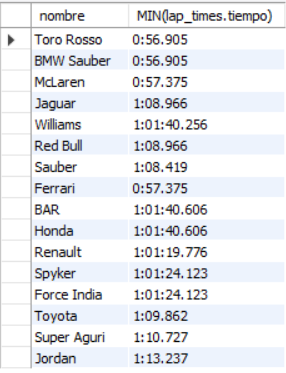 nombre MIN(lap_times.tiempo)
Toro Rosso 0:56.905
BMW Sauber 0:56.905
McLaren 0:57.375
Jaguar 1:08.966
Williams 1:01:40.256
Red Bull 1:08.966
Sauber 1:08.419
Ferrari 0:57.375
BAR 1:01:40.606
Honda 1:01:40.606
Renault 1:01:19.776
Spyker 1:01:24.123
Force India 1:01:24.123
Toyota 1:09.862
Super Aguri 1:10.727
Jordan 1:13.237